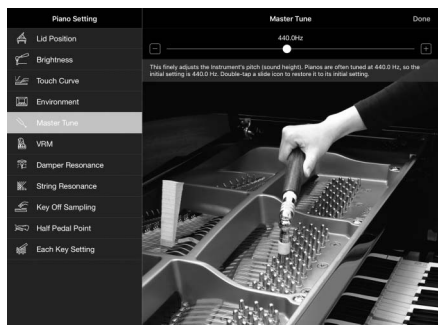 Piano Setting
Lid Position
Brightness
Touch Curve
Environment
Master Tune
VRM
Damper Resonance
String Resonance
Key Off Sampling
Half Pedal Point
Each Key Setting
Master Tune
Done
440.0Hz
This finely adjusts the Instrument's pitch (sound height). Pianos are often tuned at 440.0 Hz, so the
initial setting is 440.0 Hz. Double-tap a slide icon to restore it to its initial setting.